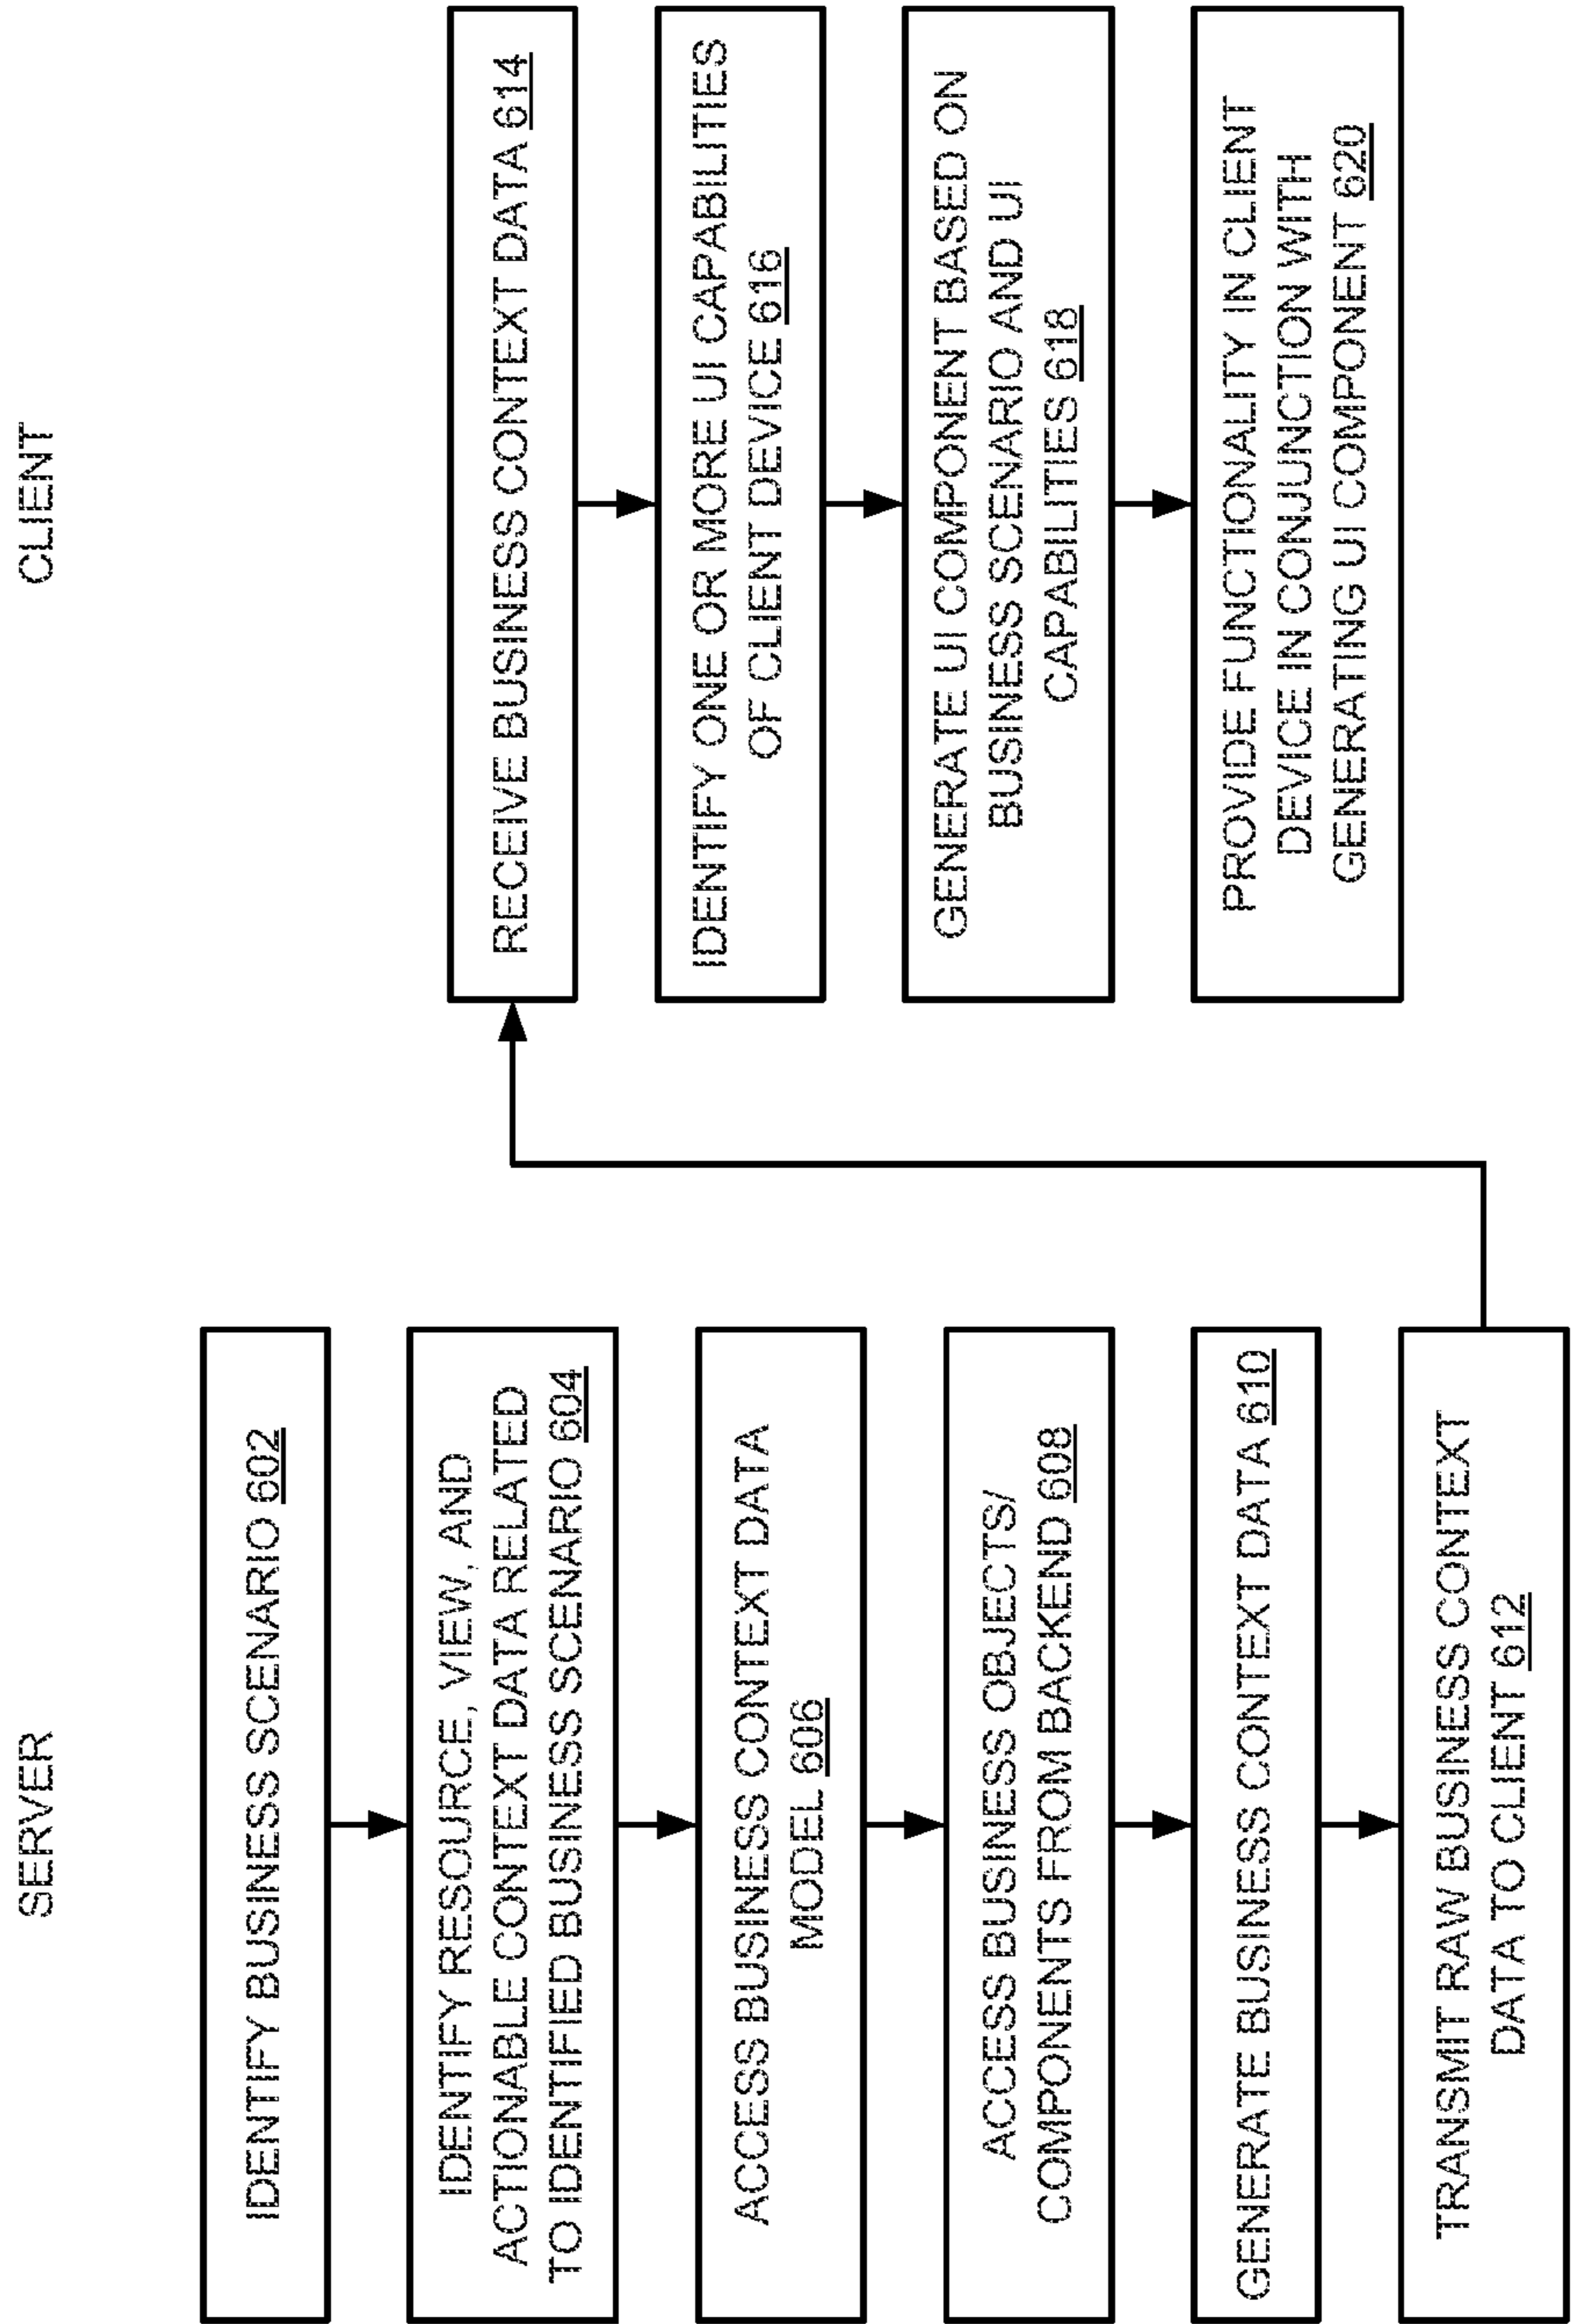 SERVER
IDENTIFY BUSINESS SCENARIO 602
IDENTIFY RESOURCE, VIEW, AND
ACTIONABLE CONTEXT DATA RELATED
TO IDENTIFIED BUSINESS SCENARIO 604
ACCESS BUSINESS CONTEXT DATA
MODEL 606
ACCESS BUSINESS OBJECTS/
COMPONENTS FROM BACKEND 608
GENERATE BUSINESS CONTEXT DATA 610
TRANSMIT RAW BUSINESS CONTEXT
DATA TO CLIENT 612
CLIENT
RECEIVE BUSINESS CONTEXT DATA 614
IDENTIFY ONE OR MORE UI CAPABILITIES
OF CLIENT DEVICE 616
GENERATE UI COMPONENT BASED ON
BUSINESS SCENARIO AND UI
CAPABILITIES 618
PROVIDE FUNCTIONALITY IN CLIENT
DEVICE IN CONJUNCTION WITH
GENERATING UI COMPONENT 620